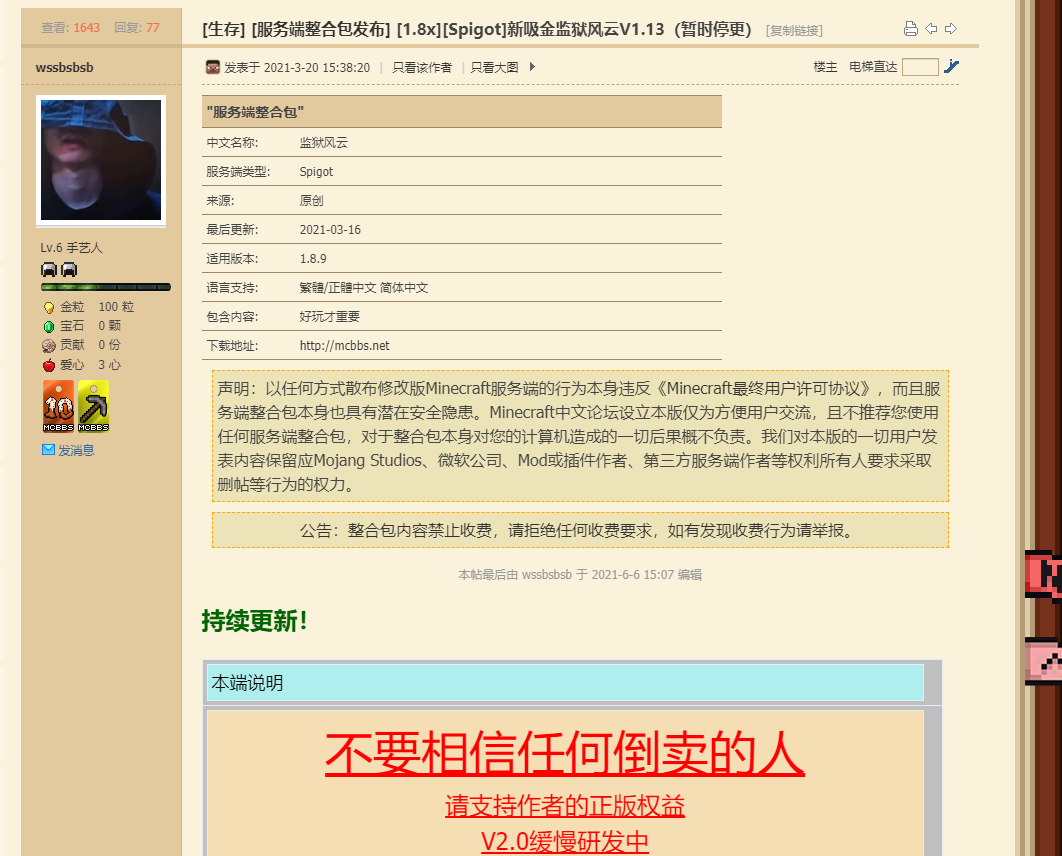 查看: 1643 回复: 77
[生存] [服务端整合包发布] [1.8x][Spigot]新吸金监狱风云V1.13（暂时停更） [复制链接]
wssbsbsb
发表于 2021-3-20 15:38:20 | 只看该作者 | 只看大图
楼主 电梯直达
"服务端整合包"
中文名称: 监狱风云
服务端类型: Spigot
来源: 原创
最后更新: 2021-03-16
适用版本: 1.8.9
语言支持: 繁體/正體中文 简体中文
包含内容: 好玩才重要
下载地址: http://mcbbs.net
Lv.6 手艺人
金粒 100 粒
宝石 0 颗
贡献 0 份
爱心 3 心
10
MCBBS MCBBS
发消息
声明：以任何方式散布修改版Minecraft服务端的行为本身违反《Minecraft最终用户许可协议》，而且服
务端整合包本身也具有潜在安全隐患。Minecraft中文论坛设立本版仅为方便用户交流，且不推荐您使用
任何服务端整合包，对于整合包本身对您的计算机造成的一切后果概不负责。我们对本版的一切用户发
表内容保留应Mojang Studios、微软公司、Mod或插件作者、第三方服务端作者等权利所有人要求采取
删帖等行为的权力。
公告：整合包内容禁止收费，请拒绝任何收费要求，如有发现收费行为请举报。
本帖最后由 wssbsbsb 于 2021-6-6 15:07 编辑
持续更新！
本端说明
不要相信任何倒卖的人
请支持作者的正版权益
V2.0缓慢研发中